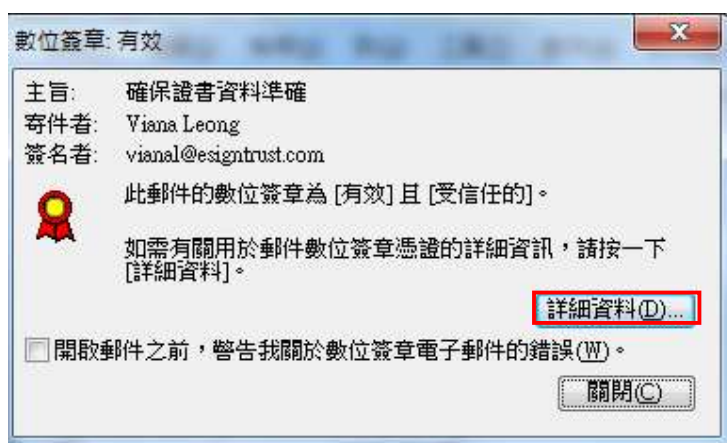 數位簽章: 有效
主旨: 確保證書資料準確
寄件者: Viana Leong
簽名者: vianal@esigntrust.com
此郵件的數位簽章為 [有效] 且 [受信任的]。
如需有關用於郵件數位簽章憑證的詳細資訊，請按一下
[詳細資料]。
詳細資料(D)...
開啟郵件之前，警告我關於數位簽章電子郵件的錯誤(W)。
關閉(C)